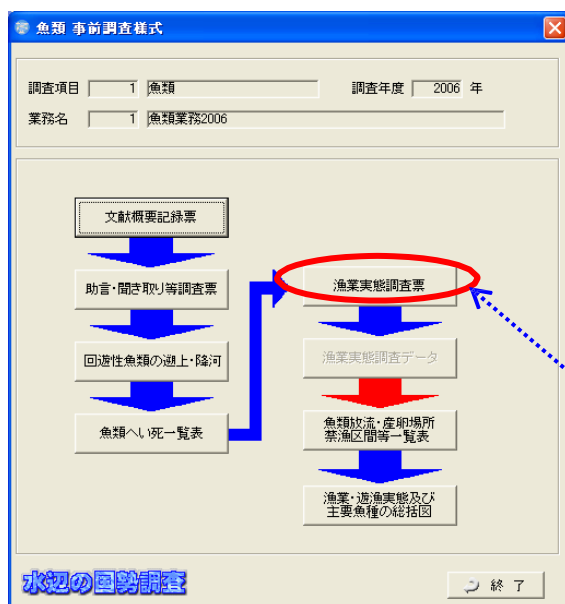 魚類 事前調査様式
調査項目 1 魚類 調査年度 2006 年
業務名 1 魚類業務2006
文献概要記録票
助言・聞き取り等調査票
回遊性魚類の遡上・降河
魚類へい死一覧表
漁業実態調査票
漁業実態調査データ
魚類放流・産卵場所
禁漁区間等一覧表
漁業・遊漁実態及び
主要魚種の総括図
水辺の国勢調査
終 了